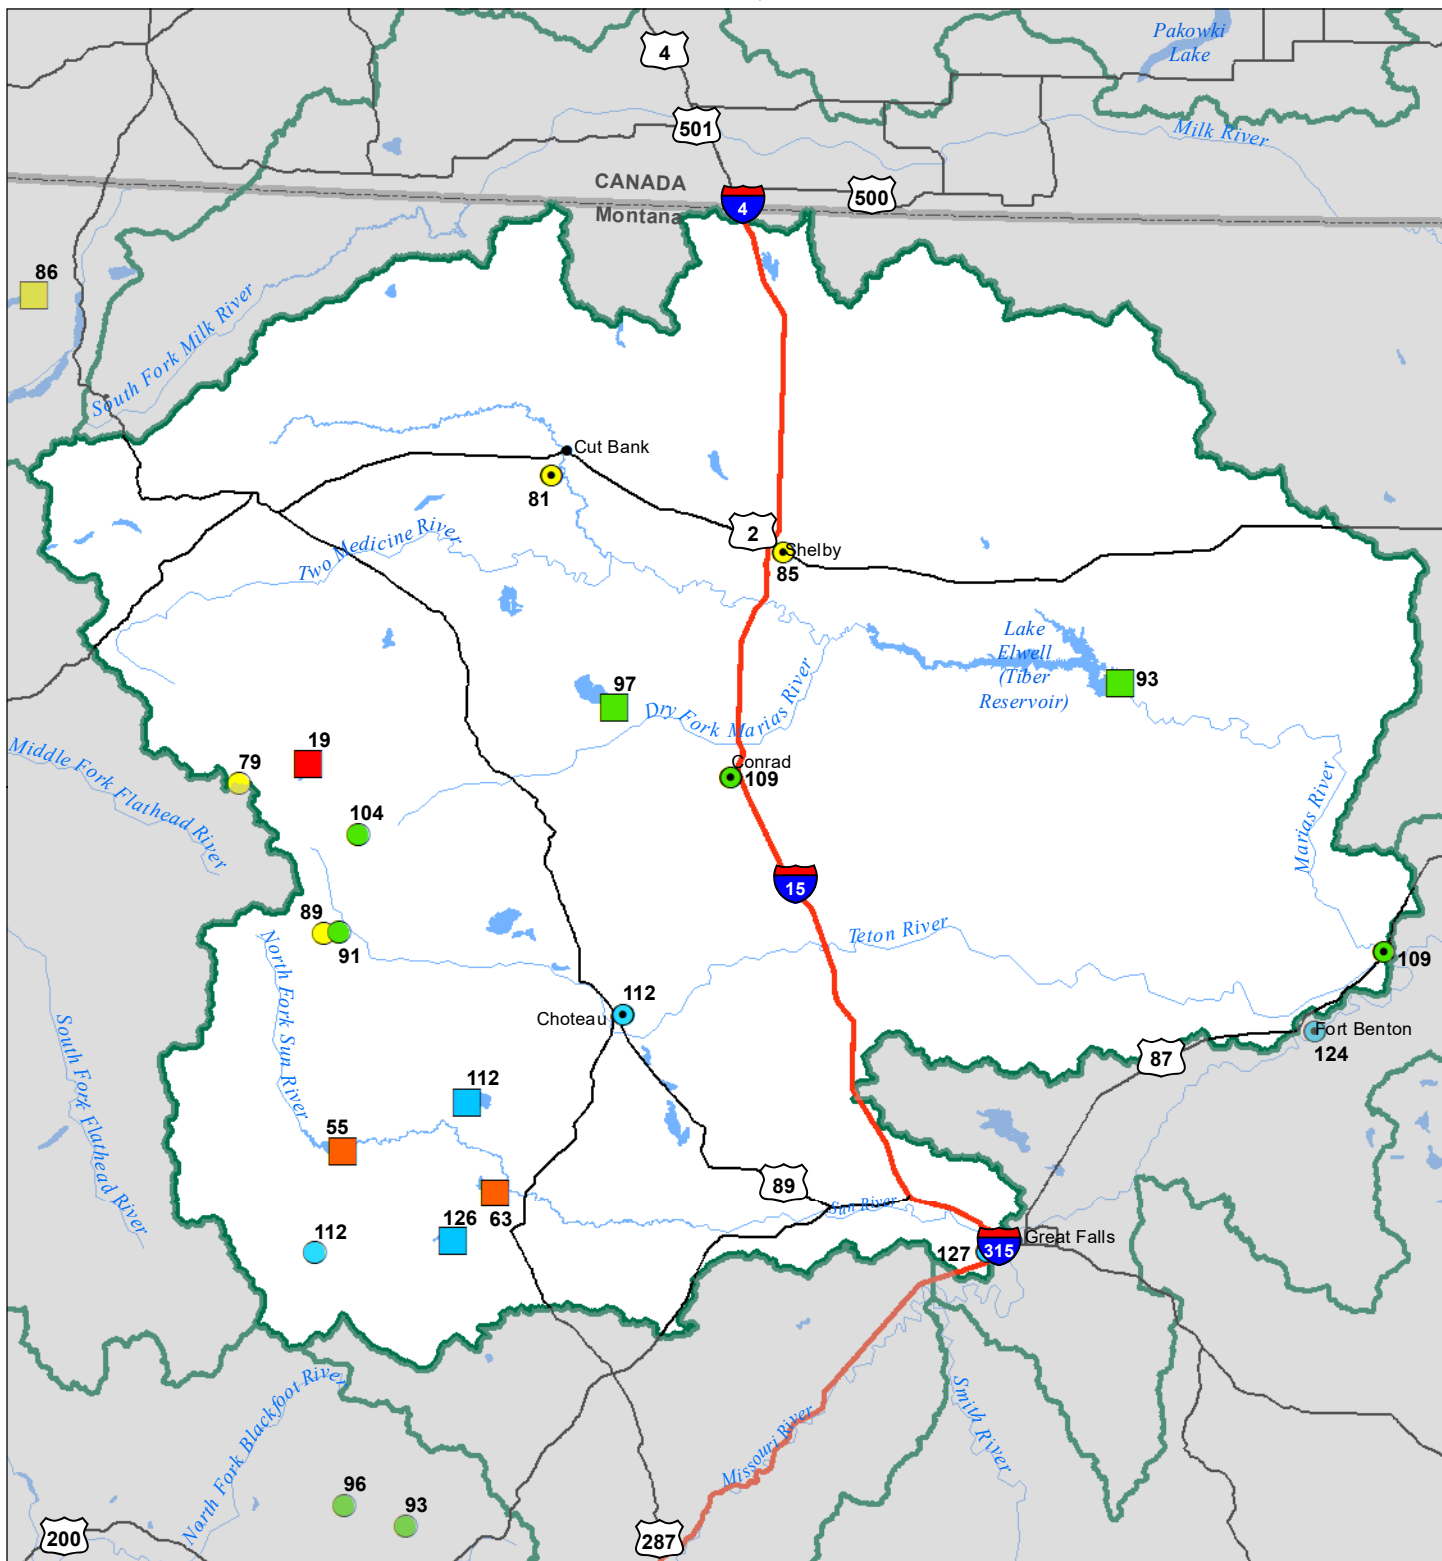 Pakowki
Lake
4
501
Milk River
CANADA
Montana
4
500
86
South Fork Milk River
Cut Bank
81
2
Shelby
85
Two Medicine River
Lake
Elwell
(Tiber
Reservoir)
93
97
Dry Fork Marias River
Middle Fork Flathead River
79
19
Conrad
109
104
Marias River
15
89
91
North Fork Sun River
Teton River
109
112
Choteau
South Fork Flathead River
Fort Benton
124
87
112
55
89
63
Sun River
126
112
127
315
Great Falls
North Fork Blackfoot River
Missouri River
Smith River
96
93
200
287